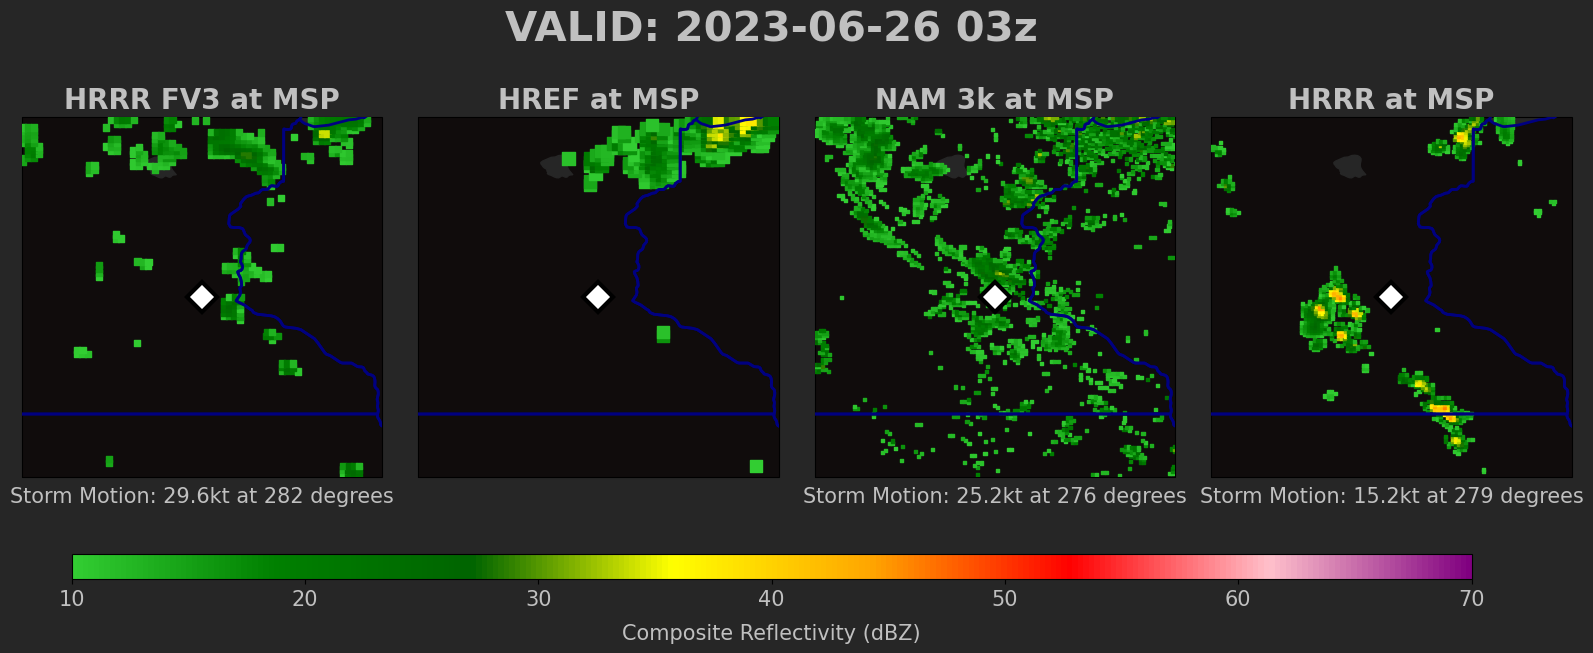 VALID: 2023-06-26 03z
HRRR FV3 at MSP
HREF at MSP
NAM 3k at MSP
HRRR at MSP
Storm Motion: 29.6kt at 282 degrees
Storm Motion: 25.2kt at 276 degrees
Storm Motion: 15.2kt at 279 degrees
10 20 30 40 50 60 70
Composite Reflectivity (dBZ)